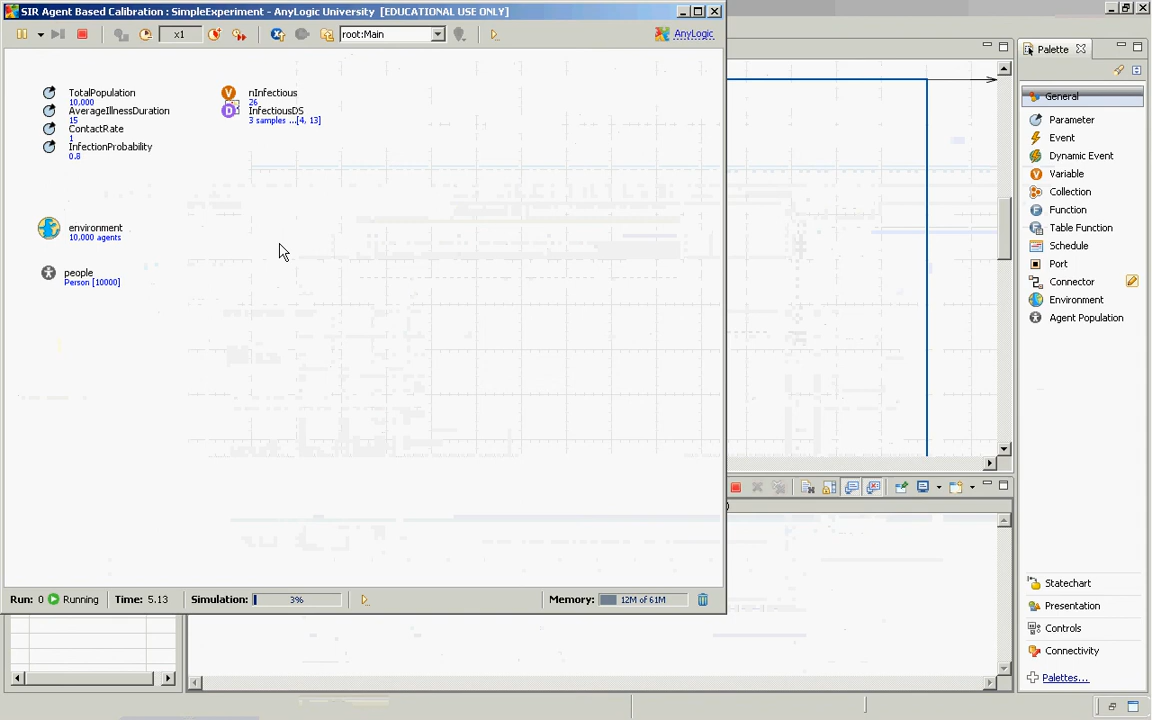 SIR Agent Based Calibration : SimpleExperiment - AnyLogic University [EDUCATIONAL USE ONLY]
x1
root:Main
AnyLogic
TotalPopulation
10,000
AverageIllnessDuration
15
ContactRate
1
InfectionProbability
0.8
V nInfectious
26
D InfectiousDS
3 samples ...[4, 13]
environment
10,000 agents
people
Person [10000]
Run: 0 Running
Time: 5.13
Simulation: 3%
Memory: 12M of 61M
Palette
General
Parameter
Event
Dynamic Event
V Variable
Collection
Function
Table Function
Schedule
Port
Connector
Environment
Agent Population
Statechart
Presentation
Controls
Connectivity
Palettes...